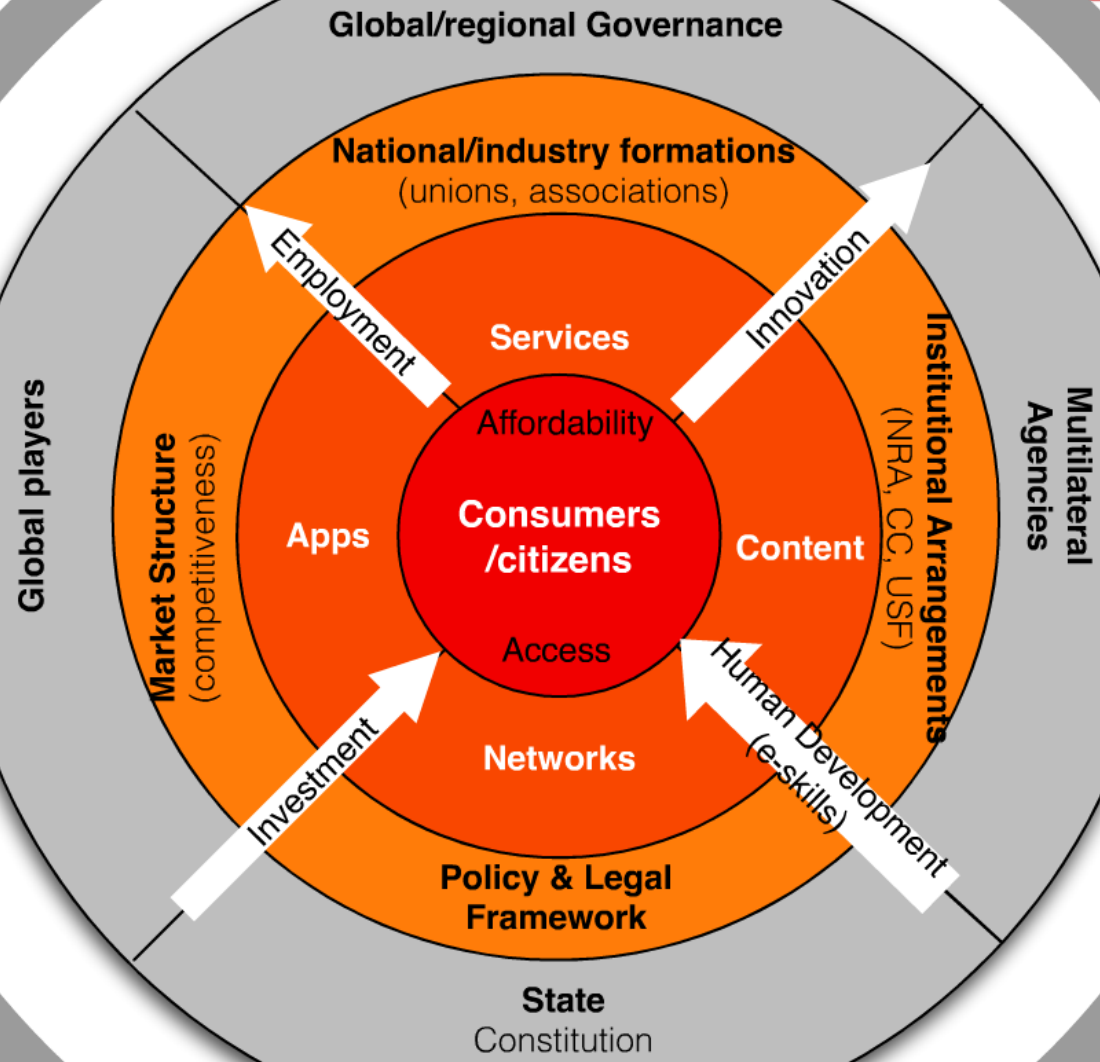 Global/regional Governance
National/industry formations
(unions, associations)
Employment
Innovation
Services
Affordability
Consumers
/citizens
Access
Apps
Content
Networks
Market Structure
(competitiveness)
Institutional Arrangements
(NRA, CC, USF)
Global players
Multilateral
Agencies
Investment
Human Development
(e-skills)
Policy & Legal
Framework
State
Constitution